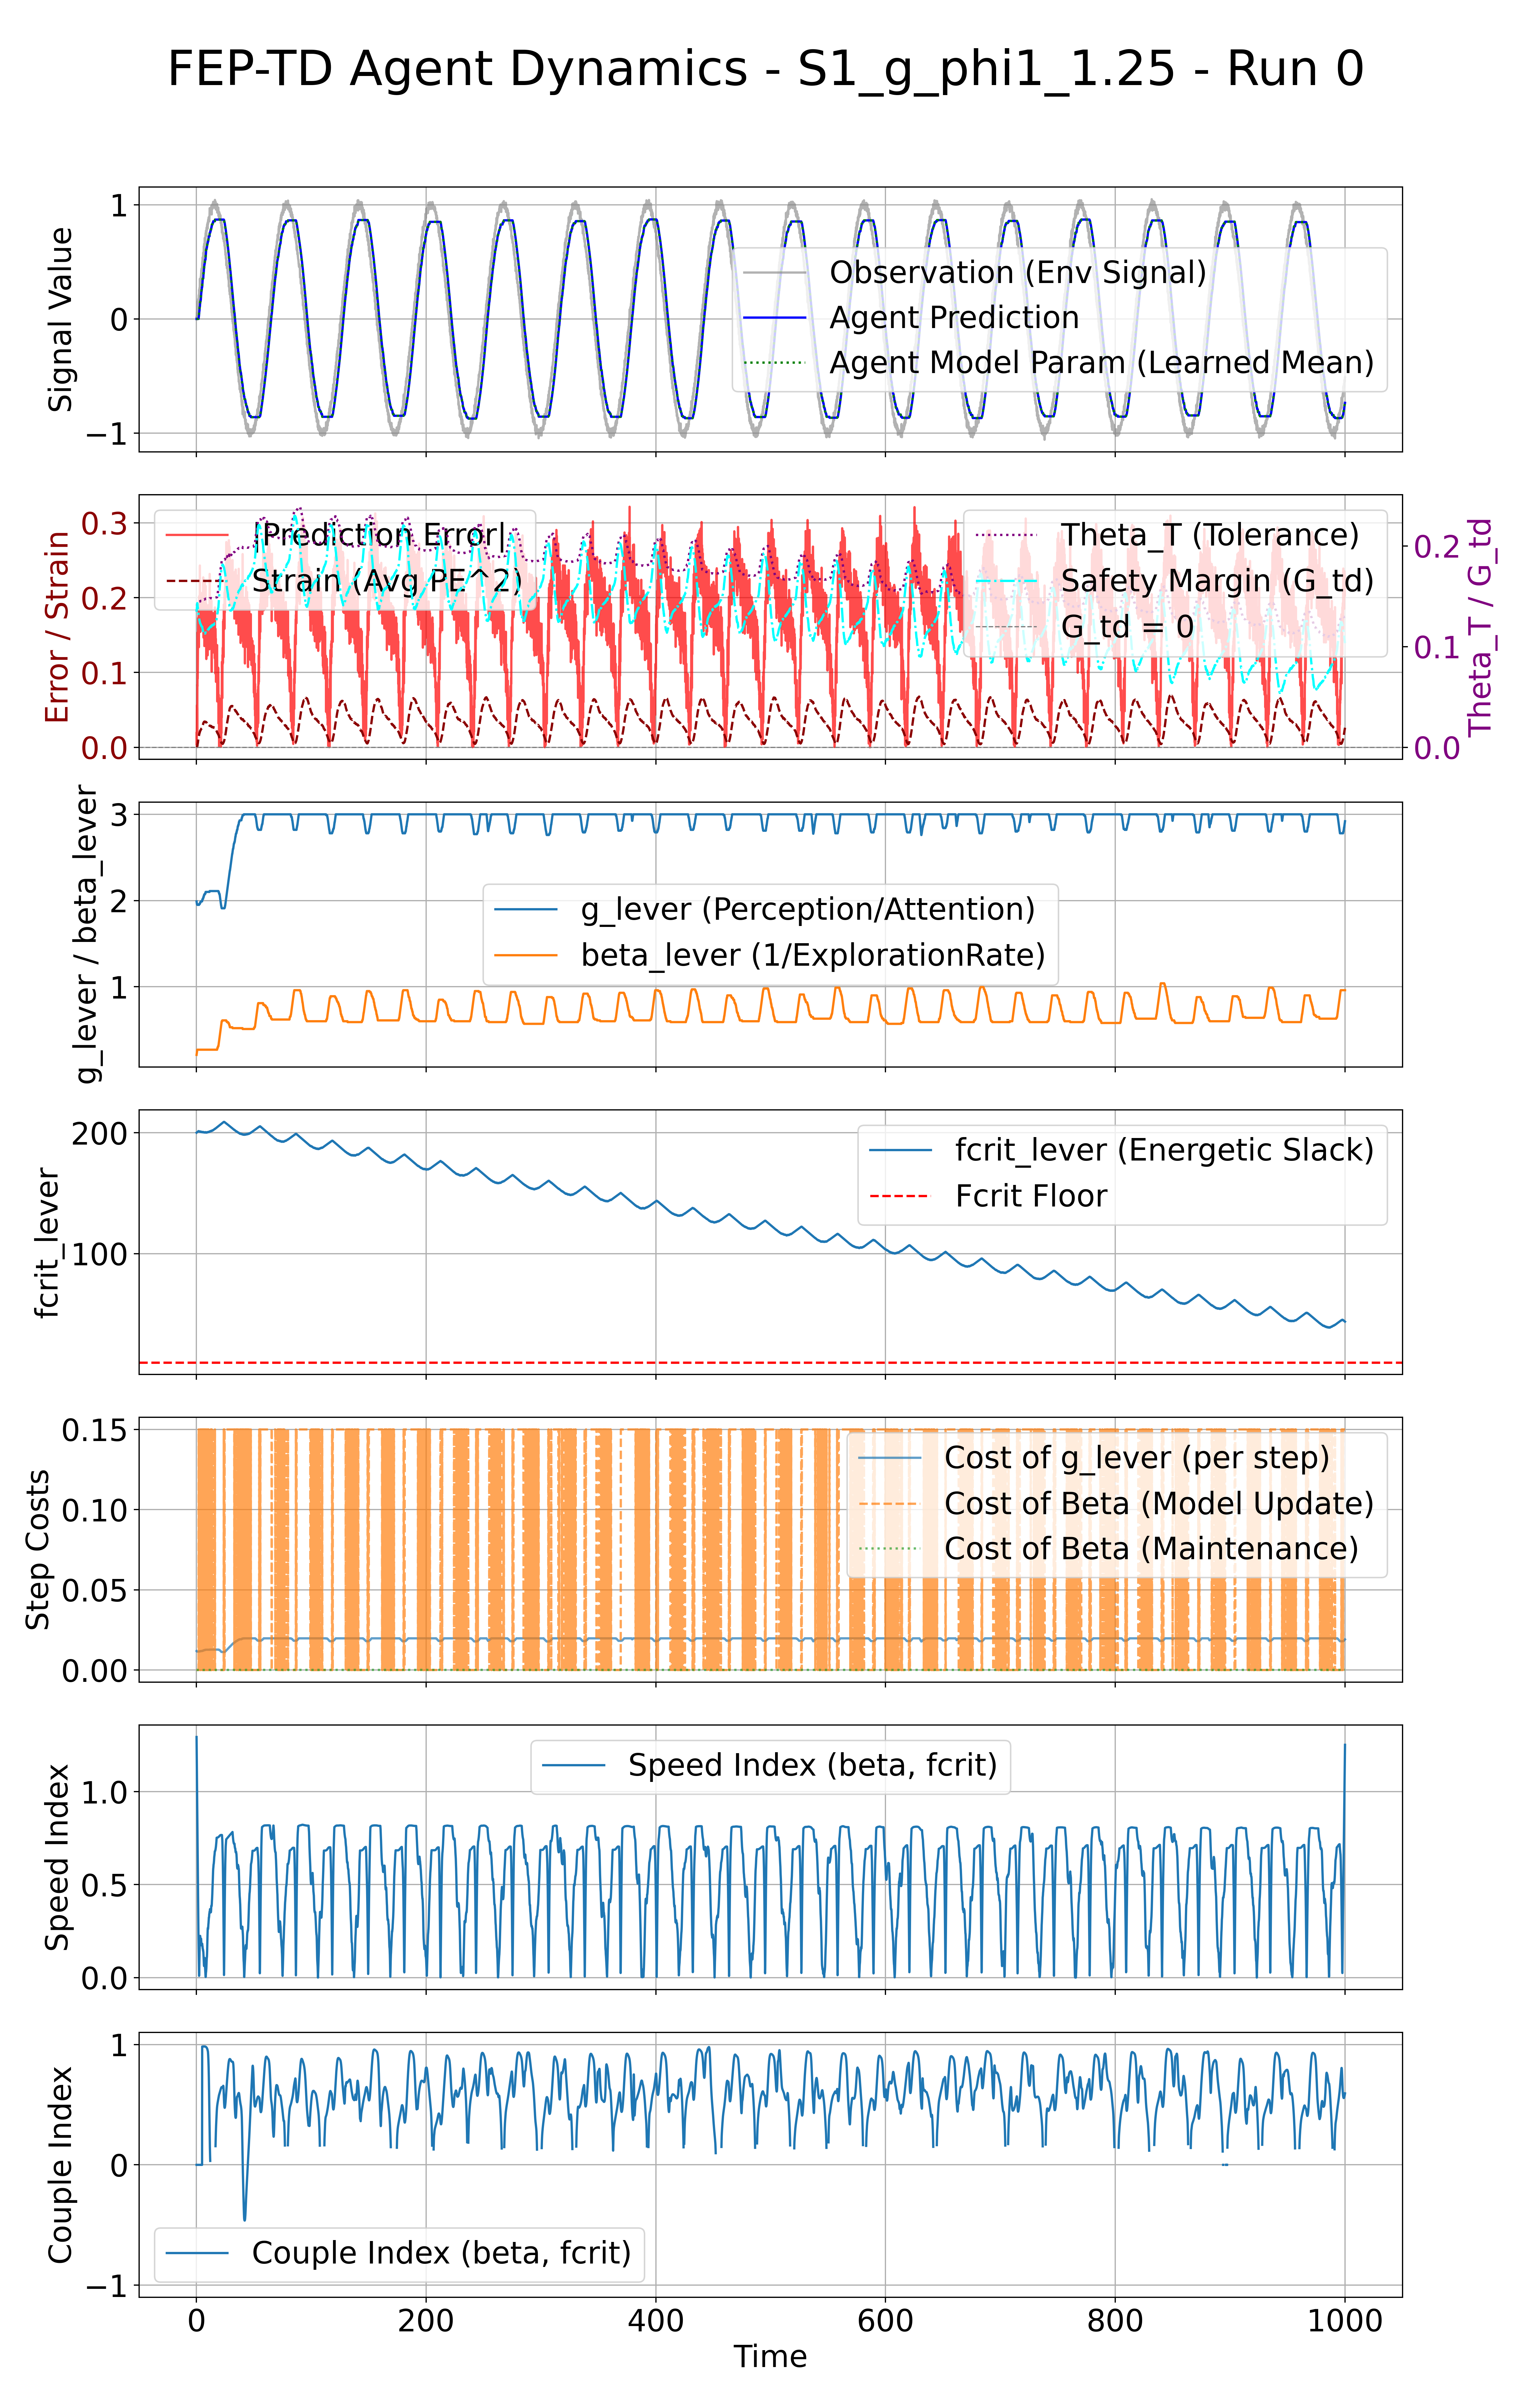 FEP-TD Agent Dynamics - S1_g_phi1_1.25 - Run 0
Signal Value
1
0
−1
Observation (Env Signal)
Agent Prediction
Agent Model Param (Learned Mean)
Error / Strain
0.3
0.2
0.1
0.0
|Prediction Error|
Strain (Avg PE^2)
Theta_T (Tolerance)
Safety Margin (G_td)
G_td = 0
0.2
0.1
0.0
Theta_T / G_td
g_lever / beta_lever
3
2
1
g_lever (Perception/Attention)
beta_lever (1/ExplorationRate)
fcrit_lever
200
100
fcrit_lever (Energetic Slack)
Fcrit Floor
Step Costs
0.15
0.10
0.05
0.00
Cost of g_lever (per step)
Cost of Beta (Model Update)
Cost of Beta (Maintenance)
Speed Index
1.0
0.5
0.0
Speed Index (beta, fcrit)
Couple Index
1
0
−1
Couple Index (beta, fcrit)
0 200 400 600 800 1000
Time